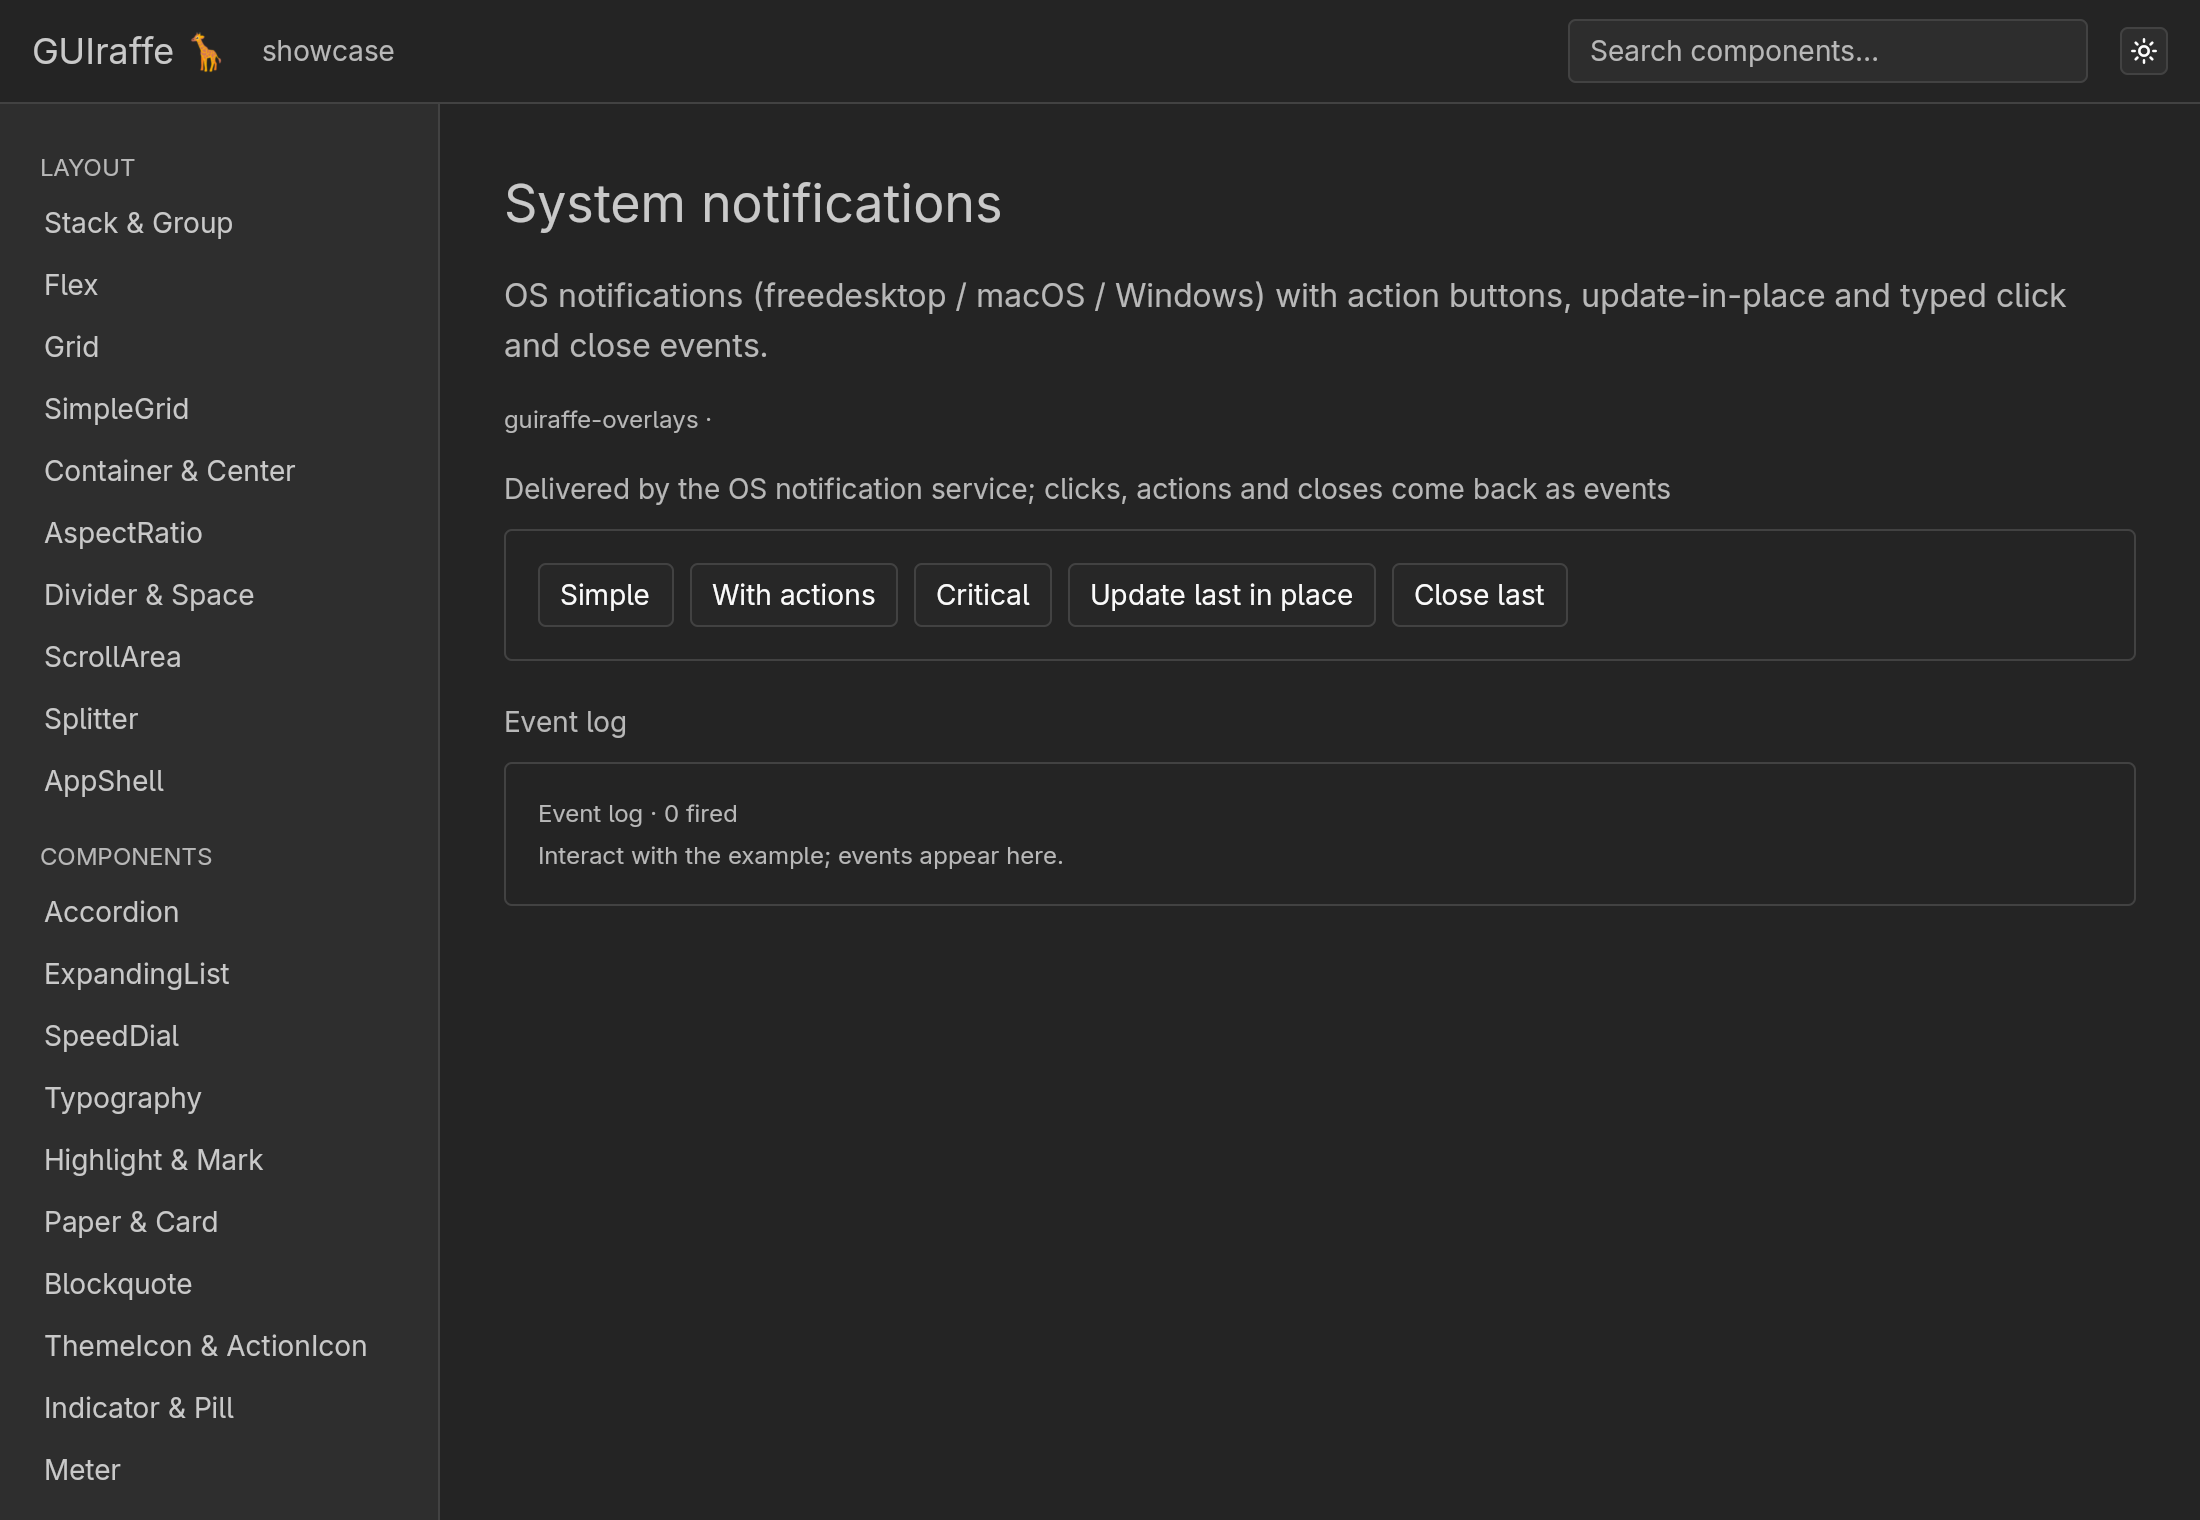 GUIraffe 🦒 showcase
Search components...
LAYOUT
Stack & Group
Flex
Grid
SimpleGrid
Container & Center
AspectRatio
Divider & Space
ScrollArea
Splitter
AppShell
COMPONENTS
Accordion
ExpandingList
SpeedDial
Typography
Highlight & Mark
Paper & Card
Blockquote
ThemeIcon & ActionIcon
Indicator & Pill
Meter
System notifications
OS notifications (freedesktop / macOS / Windows) with action buttons, update-in-place and typed click
and close events.
guiraffe-overlays ·
Delivered by the OS notification service; clicks, actions and closes come back as events
Simple With actions Critical Update last in place Close last
Event log
Event log · 0 fired
Interact with the example; events appear here.